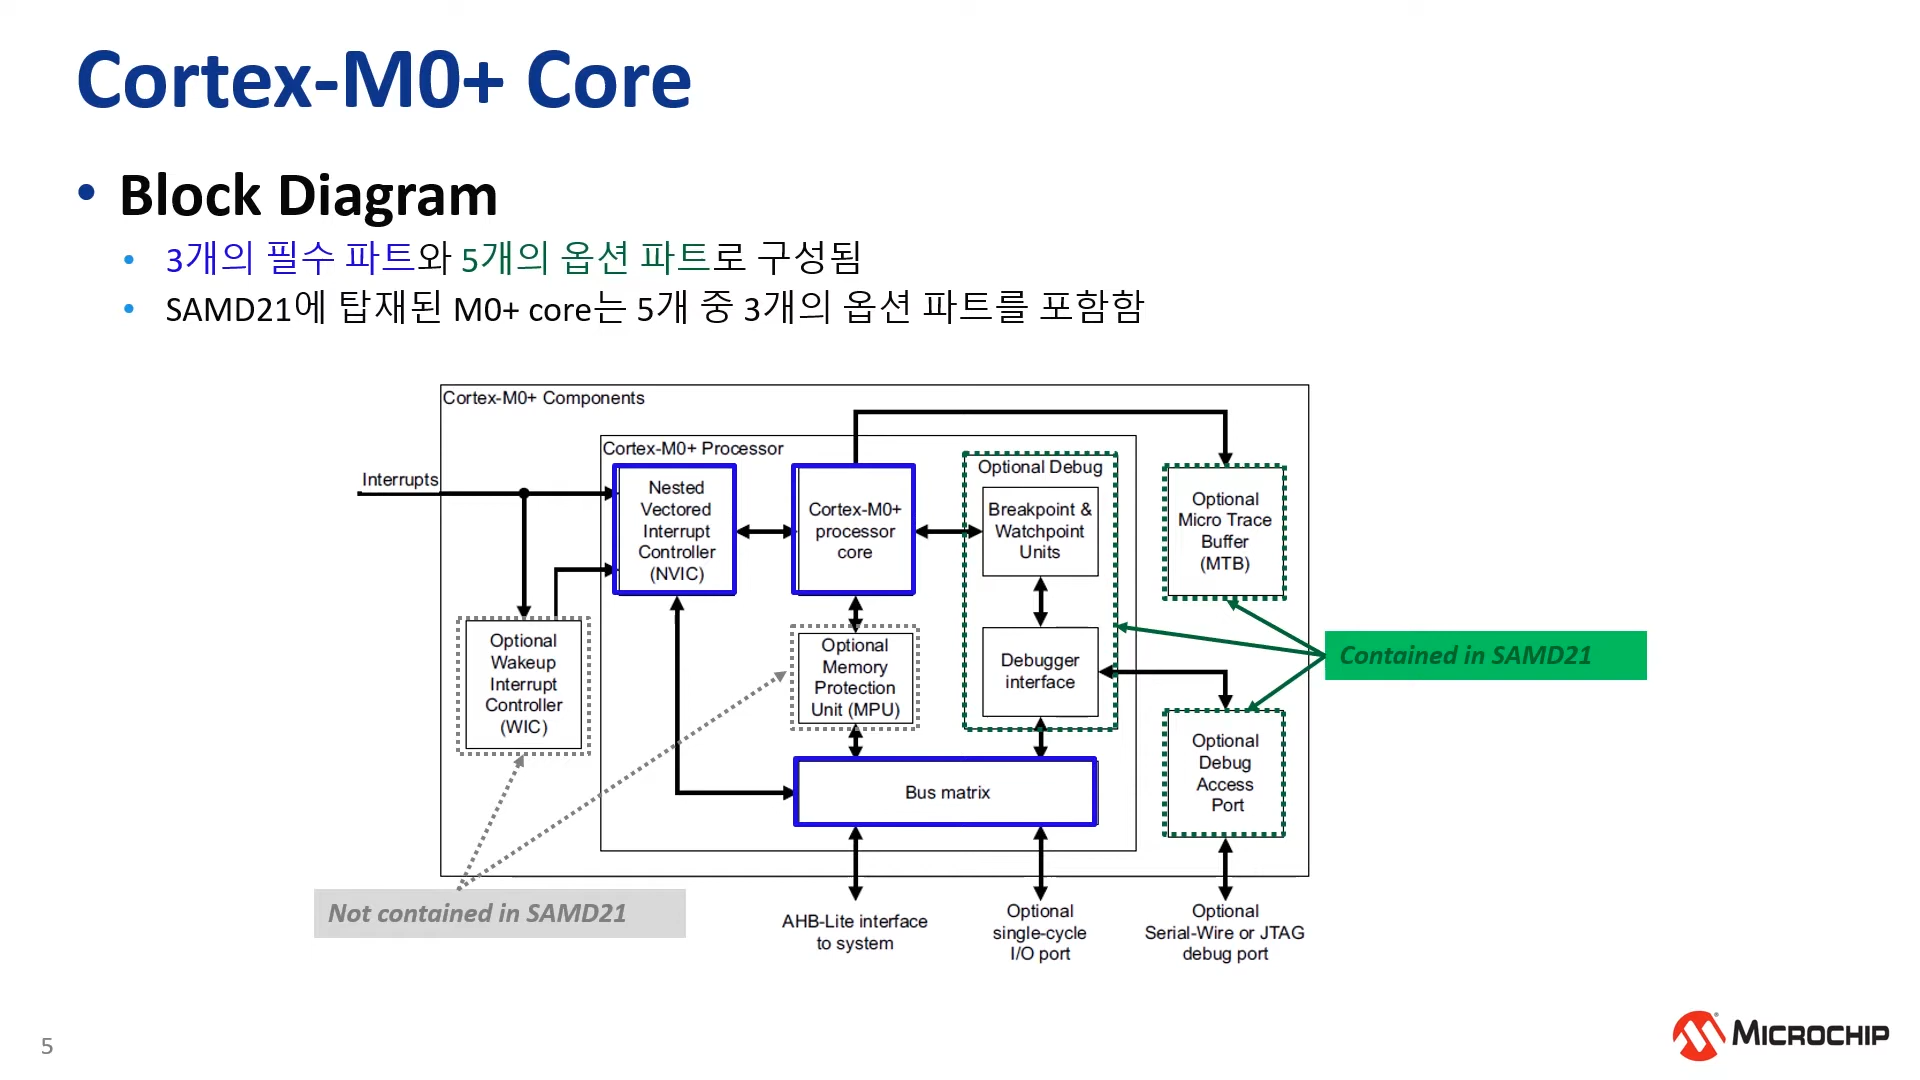 Cortex-M0+ Core
• Block Diagram
• 3개의 필수 파트와 5개의 옵션 파트로 구성됨
• SAMD21에 탑재된 M0+ core는 5개 중 3개의 옵션 파트를 포함함
Cortex-M0+ Components
Cortex-M0+ Processor
Interrupts
Nested
Vectored
Interrupt
Controller
(NVIC)
Cortex-M0+
processor
core
Optional Debug
Breakpoint &
Watchpoint
Units
Optional
Micro Trace
Buffer
(MTB)
Optional
Wakeup
Interrupt
Controller
(WIC)
Optional
Memory
Protection
Unit (MPU)
Debugger
interface
Contained in SAMD21
Optional
Debug
Access
Port
Bus matrix
Not contained in SAMD21
AHB-Lite interface
to system
Optional
single-cycle
I/O port
Optional
Serial-Wire or JTAG
debug port
5
MICROCHIP